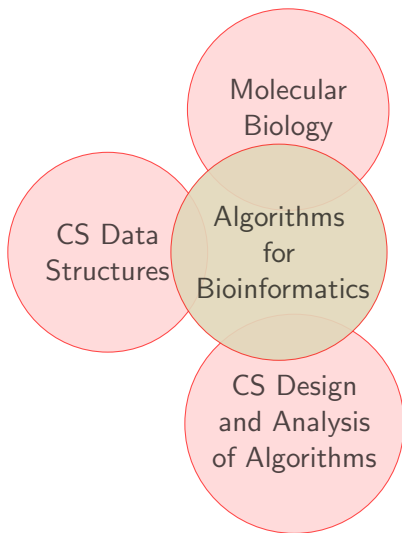 Molecular
Biology
CS Data
Structures
Algorithms
for
Bioinformatics
CS Design
and Analysis
of Algorithms